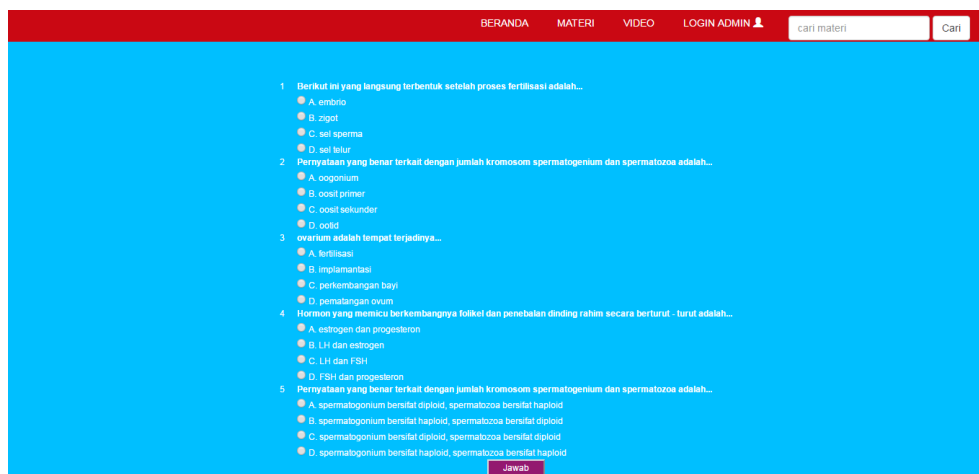 BERANDA MATERI VIDEO LOGIN ADMIN cari materi Cari
1 Berikut ini yang langsung terbentuk setelah proses fertilisasi adalah...
A. embrio
B. zigot
C. sel sperma
D. sel telur
2 Pernyataan yang benar terkait dengan jumlah kromosom spermatogenium dan spermatozoa adalah...
A. oogonium
B. oosit primer
C. oosit sekunder
D. ootid
3 ovarium adalah tempat terjadinya...
A. fertilisasi
B. implamantasi
C. perkembangan bayi
D. pematangan ovum
4 Hormon yang memicu berkembangnya folikel dan penebalan dinding rahim secara berturut - turut adalah...
A. estrogen dan progesteron
B. LH dan estrogen
C. LH dan FSH
D. FSH dan progesteron
5 Pernyataan yang benar terkait dengan jumlah kromosom spermatogenium dan spermatozoa adalah...
A. spermatogonium bersifat diploid, spermatozoa bersifat haploid
B. spermatogonium bersifat haploid, spermatozoa bersifat diploid
C. spermatogonium bersifat diploid, spermatozoa bersifat diploid
D. spermatogonium bersifat haploid, spermatozoa bersifat haploid
Jawab